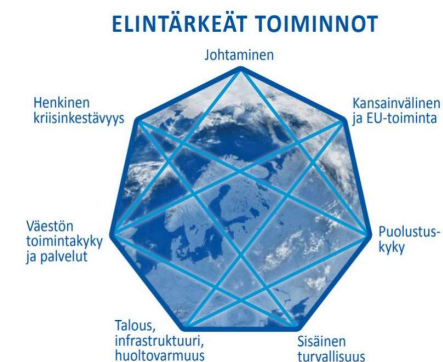 ELINTÄRKEÄT TOIMINNOT
Johtaminen
Henkinen
kriisinkestävyys
Kansainvälinen
ja EU-toiminta
Väestön
toimintakyky
ja palvelut
Puolustus-
kyky
Talous,
infrastruktuuri,
huoltovarmuus
Sisäinen
turvallisuus